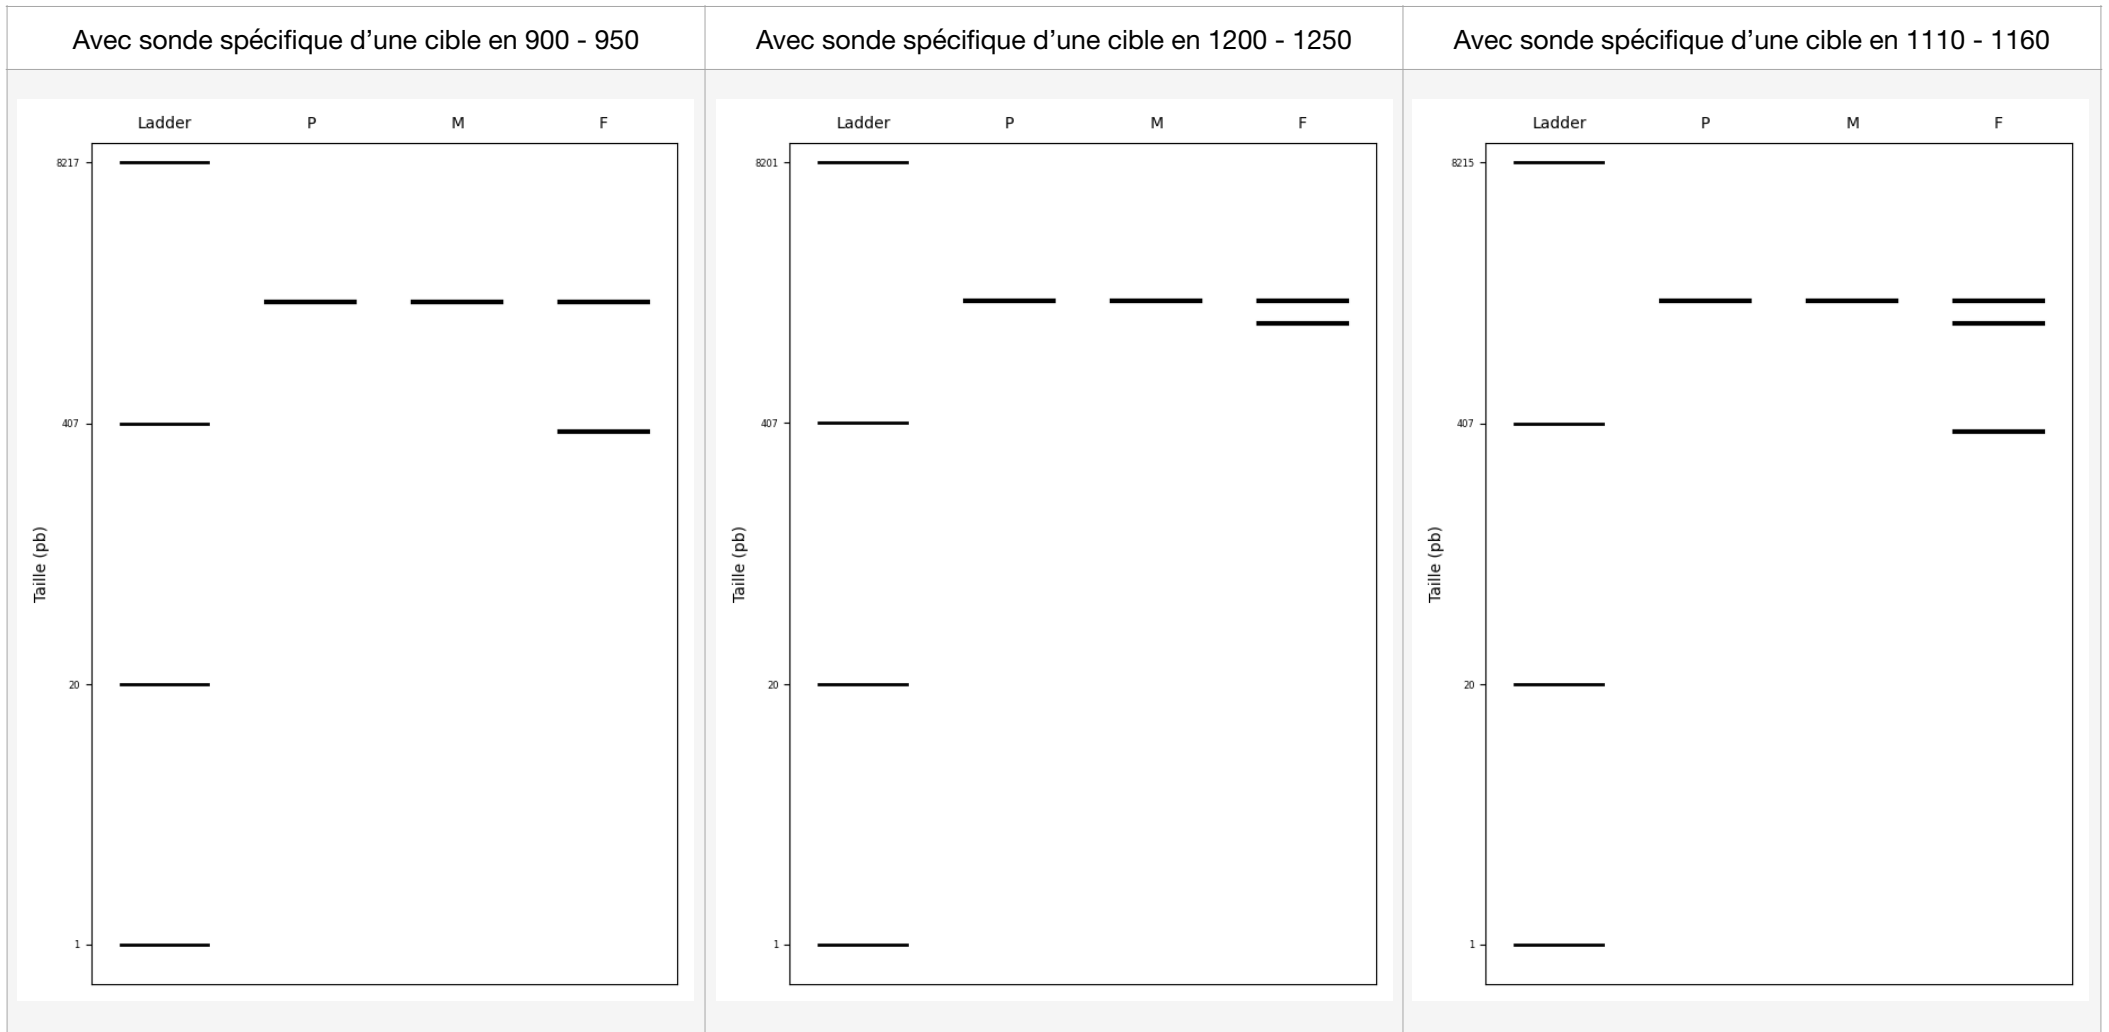 Avec sonde spécifique d’une cible en 900 - 950
Avec sonde spécifique d’une cible en 1200 - 1250
Avec sonde spécifique d’une cible en 1110 - 1160
Ladder P M F
8217
407
20
1
Taille (pb)
Ladder P M F
8201
407
20
1
Taille (pb)
Ladder P M F
8215
407
20
1
Taille (pb)